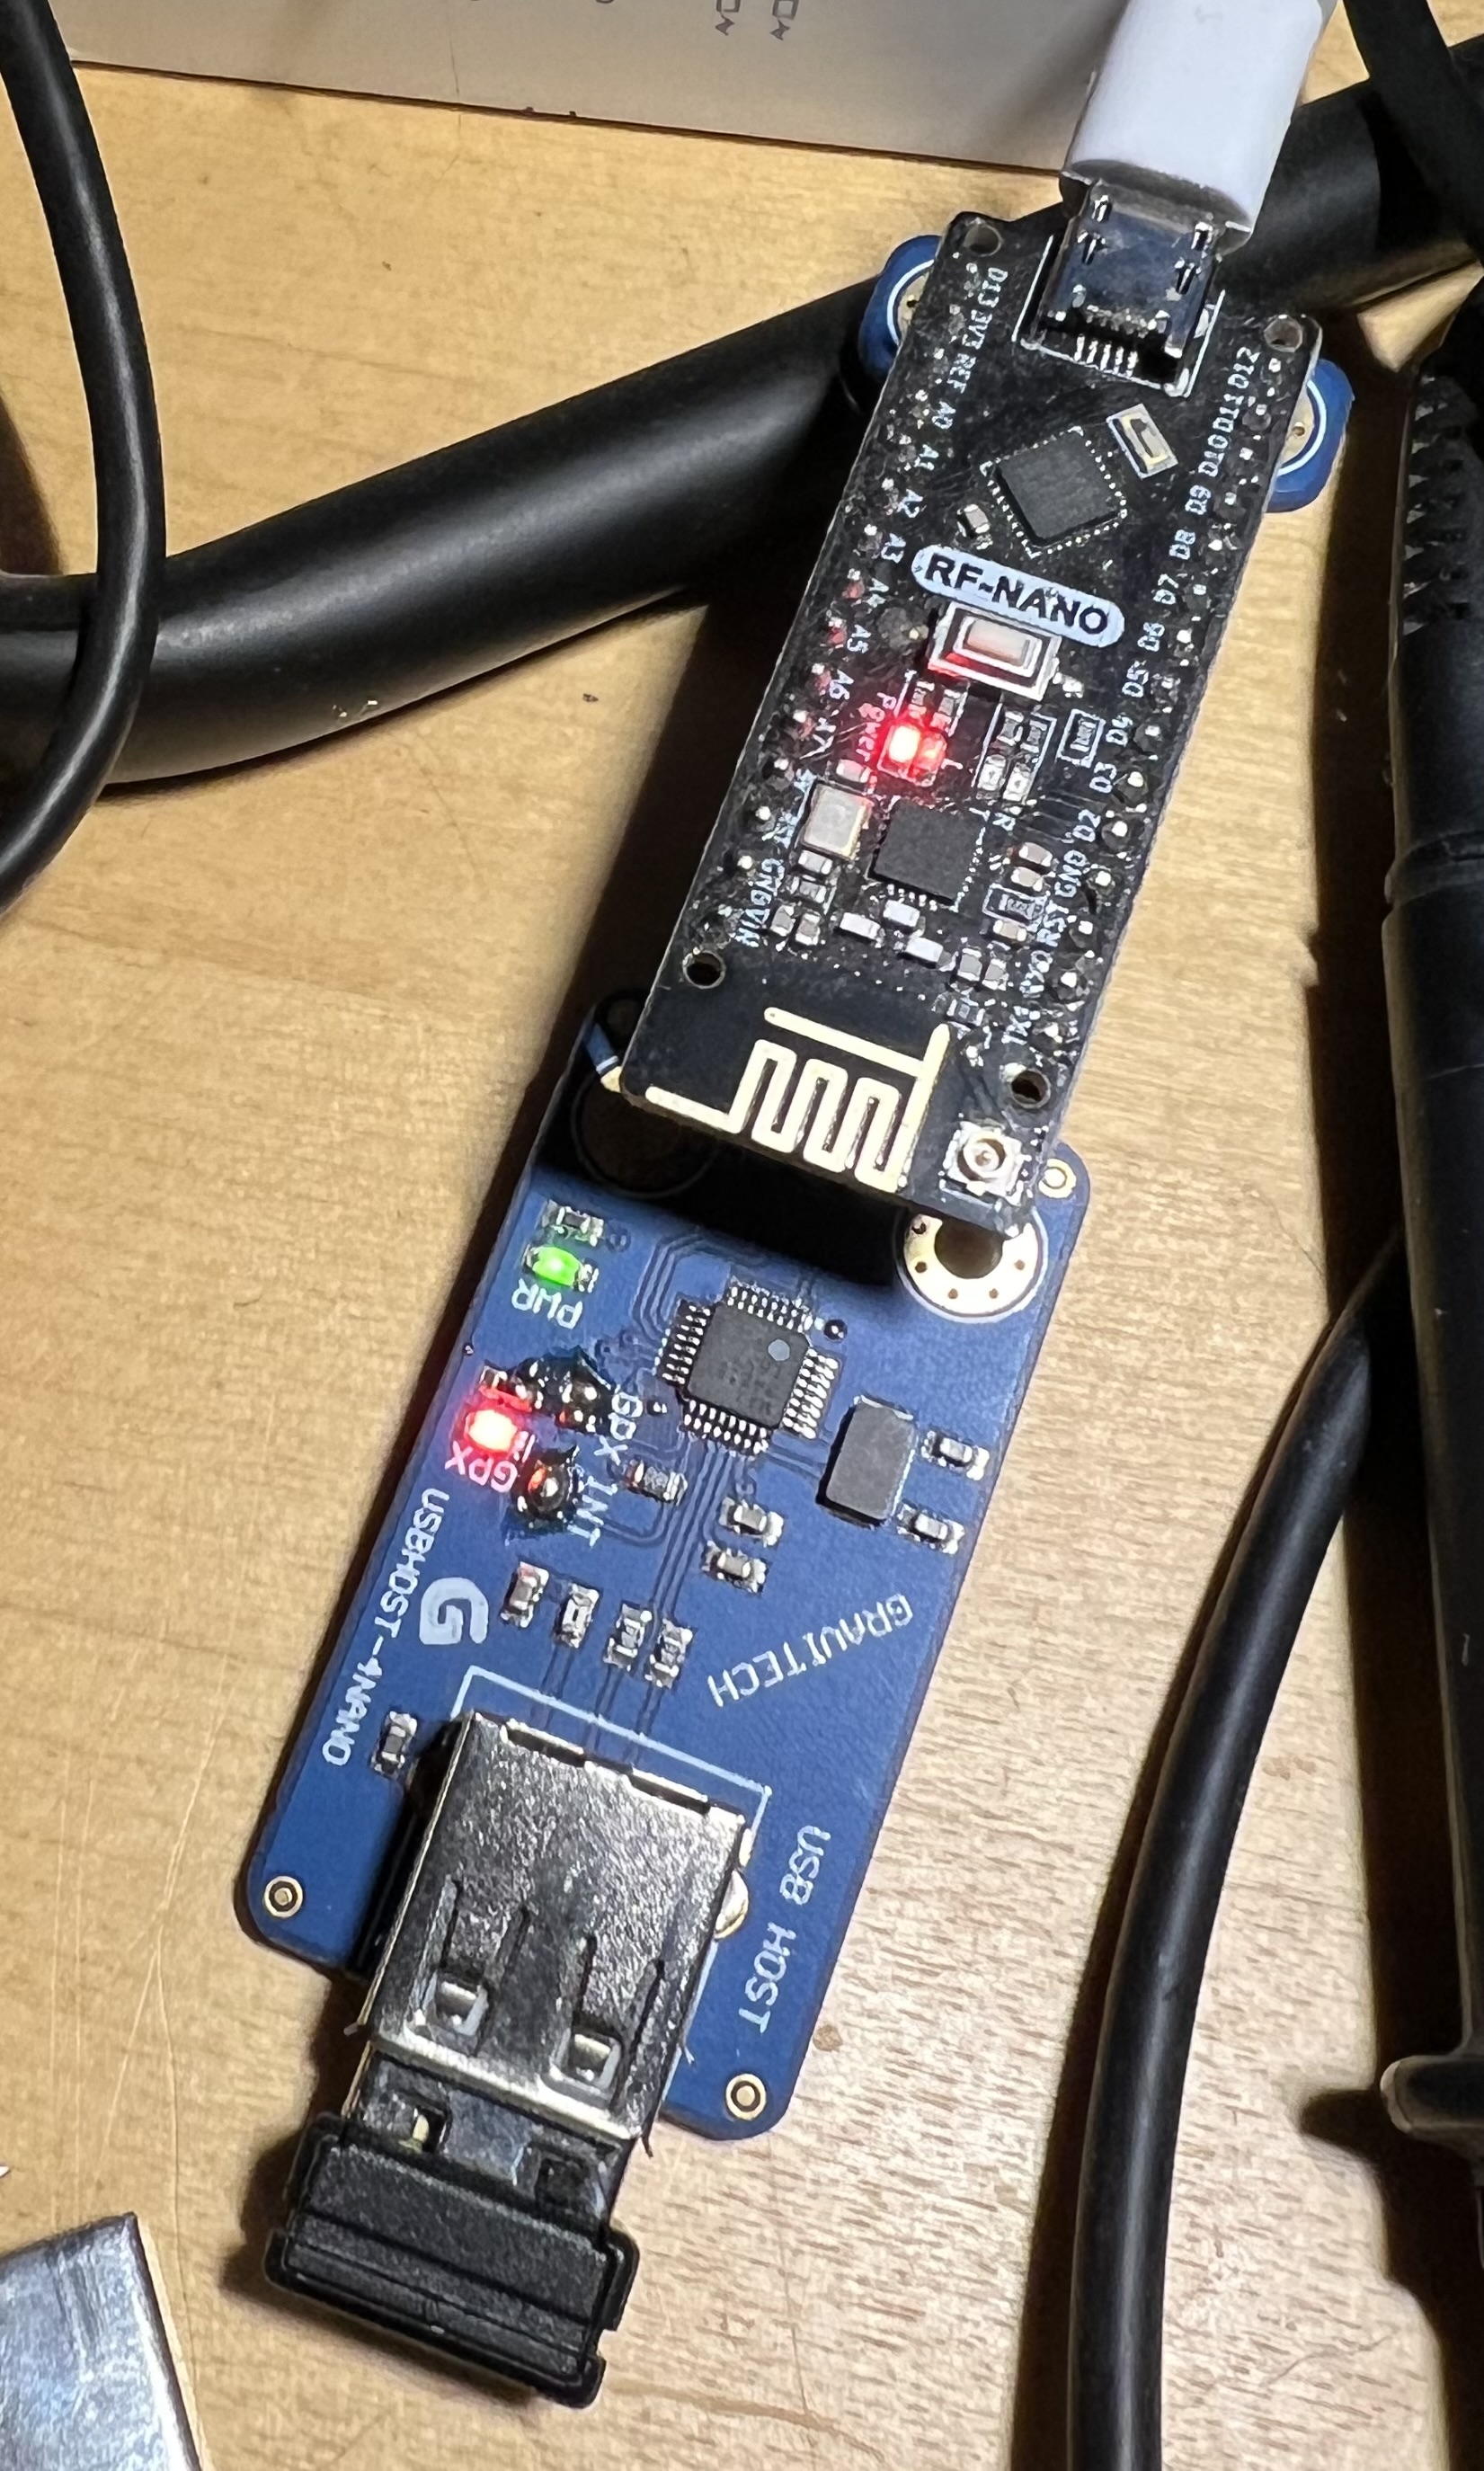 D13
3V3
REF
A0
A1
A2
A3
A4
A5
A6
A7
GND
VIN
D12
D11
D10
D9
D8
D7
D6
D5
D4
D3
D2
GND
RST
RX0
TX1
RF-NANO
Power
L
T
R
PWR
GPX
GPX
INT
USBHOST-4NANO
G
GRAVITECH
USB HOST